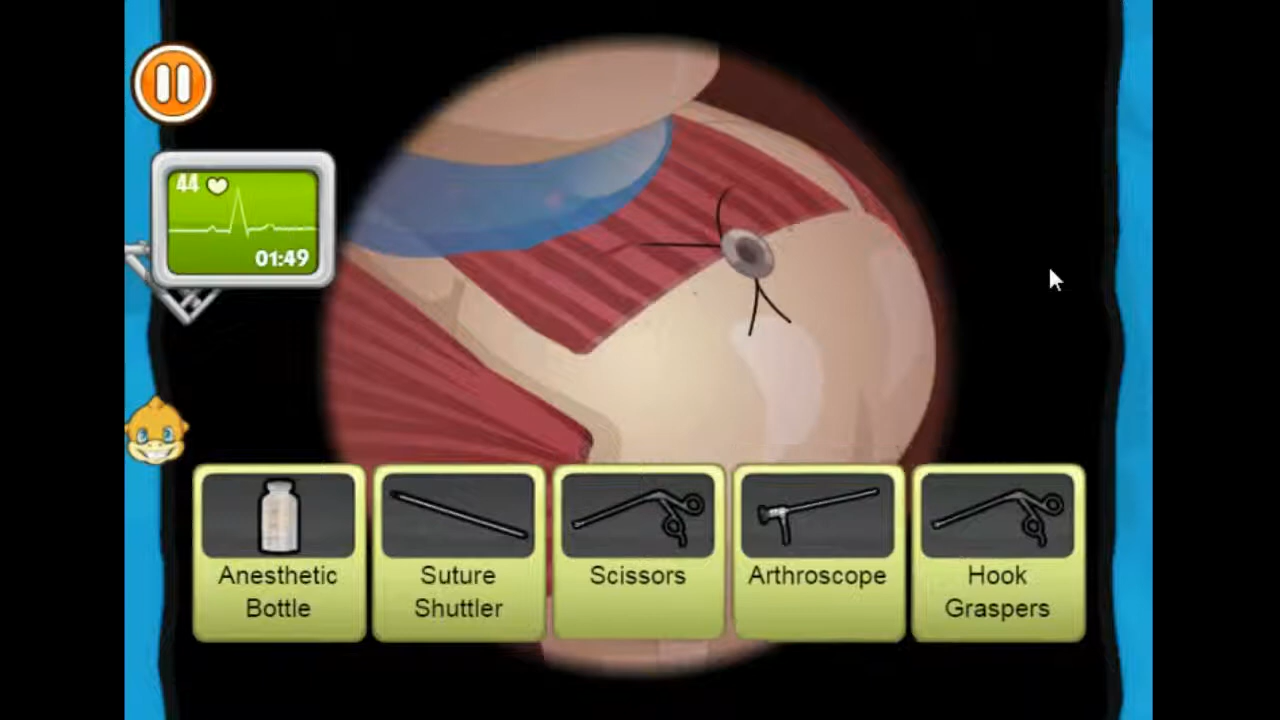 44
01:49
Anesthetic
Bottle
Suture
Shuttler
Scissors
Arthroscope
Hook
Graspers